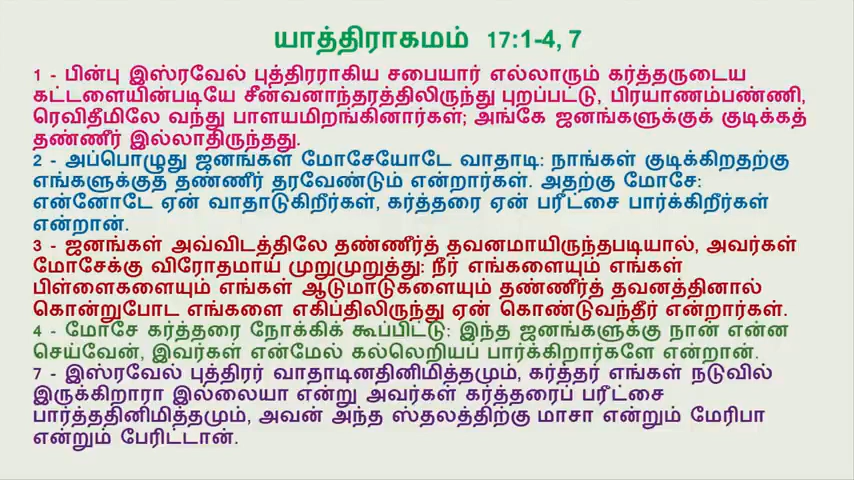 யாத்திராகமம் 17:1-4, 7
1 - பின்பு இஸ்ரவேல் புத்திரராகிய சபையார் எல்லாரும் கர்த்தருடைய
கட்டளையின்படியே சீன்வனாந்தரத்திலிருந்து புறப்பட்டு, பிரயாணம்பண்ணி,
ரெவிதீமிலே வந்து பாளயமிறங்கினார்கள்; அங்கே ஜனங்களுக்குக் குடிக்கத்
தண்ணீர் இல்லாதிருந்தது.
2 - அப்பொழுது ஜனங்கள் மோசேயோடே வாதாடி: நாங்கள் குடிக்கிறதற்கு
எங்களுக்குத் தண்ணீர் தரவேண்டும் என்றார்கள். அதற்கு மோசே:
என்னோடே ஏன் வாதாடுகிறீர்கள், கர்த்தரை ஏன் பரீட்சை பார்க்கிறீர்கள்
என்றான்.
3 - ஜனங்கள் அவ்விடத்திலே தண்ணீர்த் தவனமாயிருந்தபடியால், அவர்கள்
மோசேக்கு விரோதமாய் முறுமுறுத்து: நீர் எங்களையும் எங்கள்
பிள்ளைகளையும் எங்கள் ஆடுமாடுகளையும் தண்ணீர்த் தவனத்தினால்
கொன்றுபோட எங்களை எகிப்திலிருந்து ஏன் கொண்டுவந்தீர் என்றார்கள்.
4 - மோசே கர்த்தரை நோக்கிக் கூப்பிட்டு: இந்த ஜனங்களுக்கு நான் என்ன
செய்வேன், இவர்கள் என்மேல் கல்லெறியப் பார்க்கிறார்களே என்றான்.
7 - இஸ்ரவேல் புத்திரர் வாதாடினதினிமித்தமும், கர்த்தர் எங்கள் நடுவில்
இருக்கிறாரா இல்லையா என்று அவர்கள் கர்த்தரைப் பரீட்சை
பார்த்ததினிமித்தமும், அவன் அந்த ஸ்தலத்திற்கு மாசா என்றும் மேரிபா
என்றும் பேரிட்டான்.